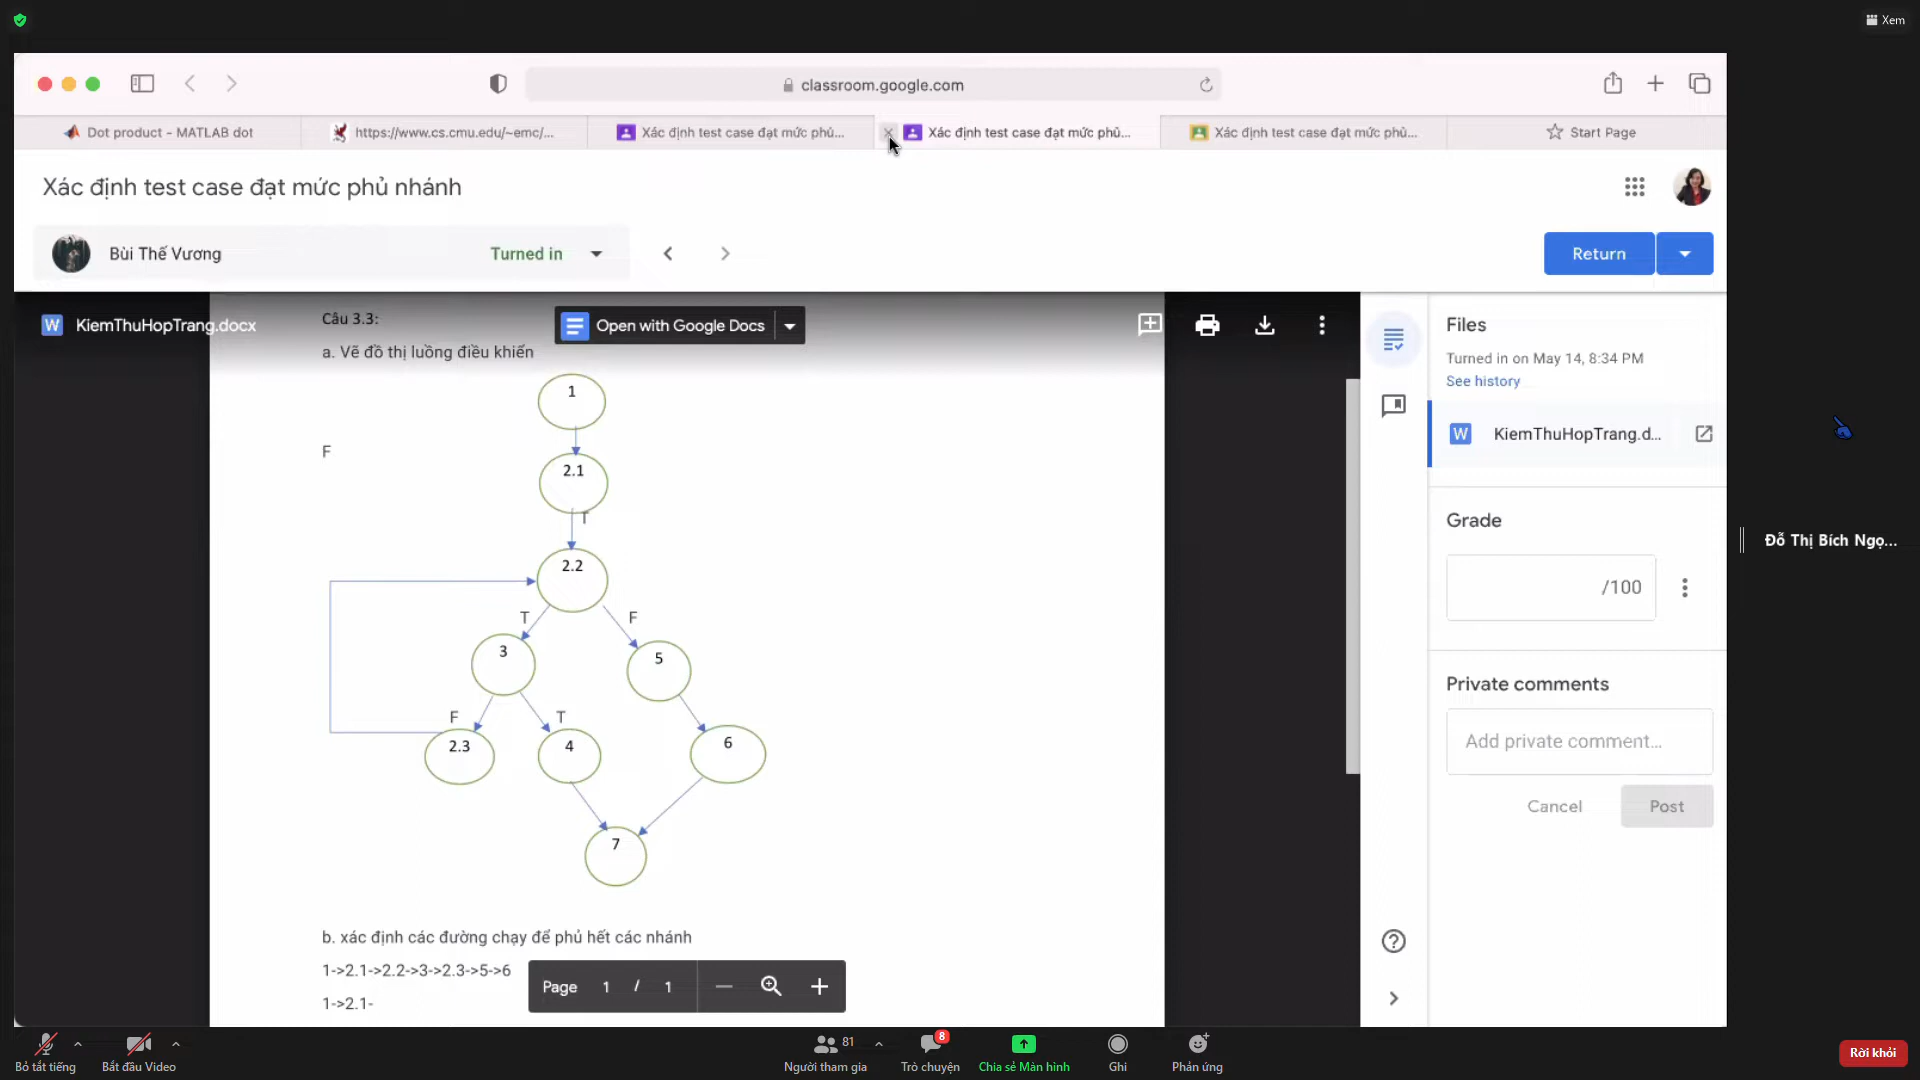 Xem
classroom.google.com
Dot product - MATLAB dot
https://www.cs.cmu.edu/~emc/...
Xác định test case đạt mức phủ...
Xác định test case đạt mức phủ...
Xác định test case đạt mức phủ...
Start Page
Xác định test case đạt mức phủ nhánh
Bùi Thế Vương
Turned in
Return
W KiemThuHopTrang.docx
Open with Google Docs
Câu 3.3:
a. Vẽ đồ thị luồng điều khiển
1
F
2.1
T
2.2
T
F
3
5
F
T
2.3
4
6
7
b. xác định các đường chạy để phủ hết các nhánh
1->2.1->2.2->3->2.3->5->6
1->2.1-
Page 1 / 1
Files
Turned in on May 14, 8:34 PM
See history
W KiemThuHopTrang.d...
Grade
/100
Private comments
Add private comment...
Cancel
Post
Đỗ Thị Bích Ngọ...
Bỏ tắt tiếng
Bắt đầu Video
81
Người tham gia
8
Trò chuyện
Chia sẻ Màn hình
Ghi
Phản ứng
Rời khỏi